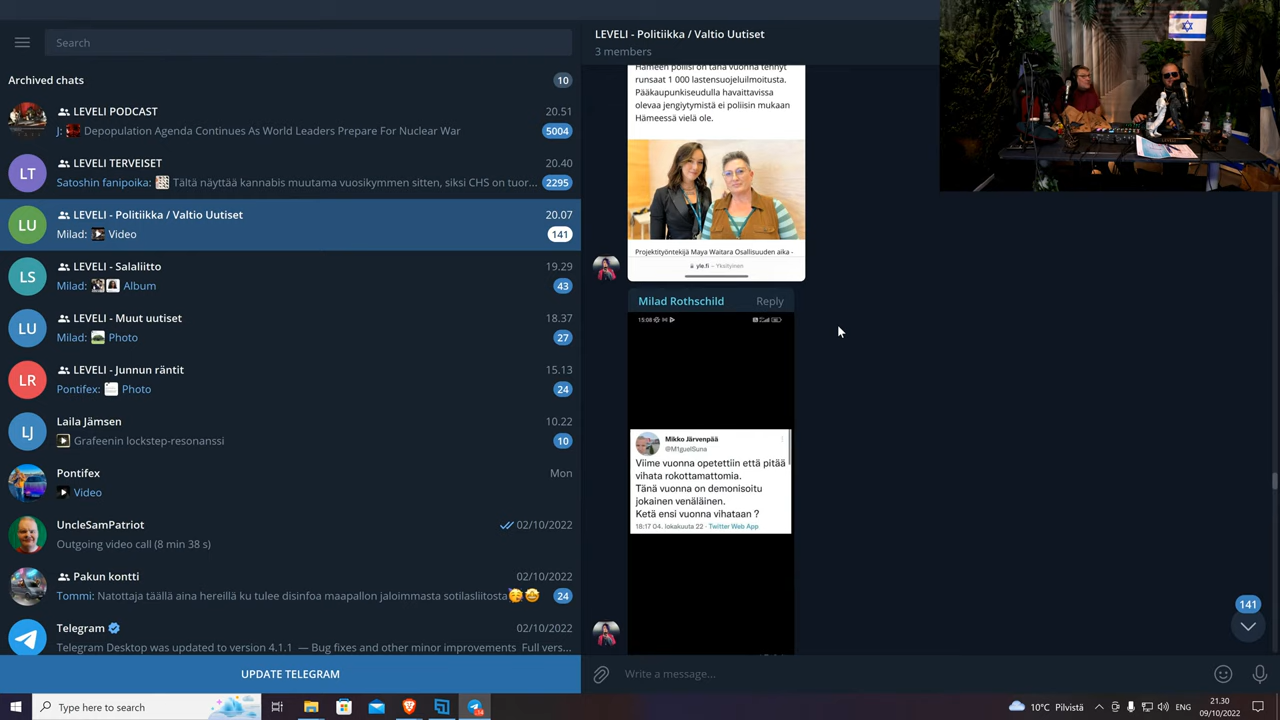 Search
Archived chats
10
LEVELI PODCAST
20.51
J: Depopulation Agenda Continues As World Leaders Prepare For Nuclear War
5004
LT
LEVELI TERVEISET
20.40
Satoshin fanipoika: Tältä näyttää kannabis muutama vuosikymmen sitten, siksi CHS on tuor...
2295
LU
LEVELI - Politiikka / Valtio Uutiset
20.07
Milad: Video
141
LS
LEVELI - Salaliitto
19.29
Milad: Album
43
LU
LEVELI - Muut uutiset
18.37
Milad: Photo
27
LR
LEVELI - Junnun räntit
15.13
Pontifex: Photo
24
LJ
Laila Jämsen
10.22
Grafeenin lockstep-resonanssi
10
Pontifex
Mon
Video
UncleSamPatriot
02/10/2022
Outgoing video call (8 min 38 s)
Pakun kontti
02/10/2022
Tommi: Natottaja täällä aina hereillä ku tulee disinfoa maapallon jaloimmasta sotilasliitosta🥳🤩
24
Telegram
02/10/2022
Telegram Desktop was updated to version 4.1.1 — Bug fixes and other minor improvements Full vers...
UPDATE TELEGRAM
LEVELI - Politiikka / Valtio Uutiset
3 members
Hämeen poliisi on tänä vuonna tehnyt
runsaat 1 000 lastensuojeluilmoitusta.
Pääkaupunkiseudulla havaittavissa
olevaa jengiytymistä ei poliisin mukaan
Hämeessä vielä ole.
Projektityöntekijä Maya Waitara Osallisuuden aika -
yle.fi – Yksityinen
Milad Rothschild
Reply
15:08
Mikko Järvenpää
@M1guelSuna
Viime vuonna opetettiin että pitää
vihata rokottamattomia.
Tänä vuonna on demonisoitu
jokainen venäläinen.
Ketä ensi vuonna vihataan ?
18:17 04. lokakuuta 22 · Twitter Web App
141
Write a message...
Type here to search
10°C Pilvistä
ENG
21.30
09/10/2022